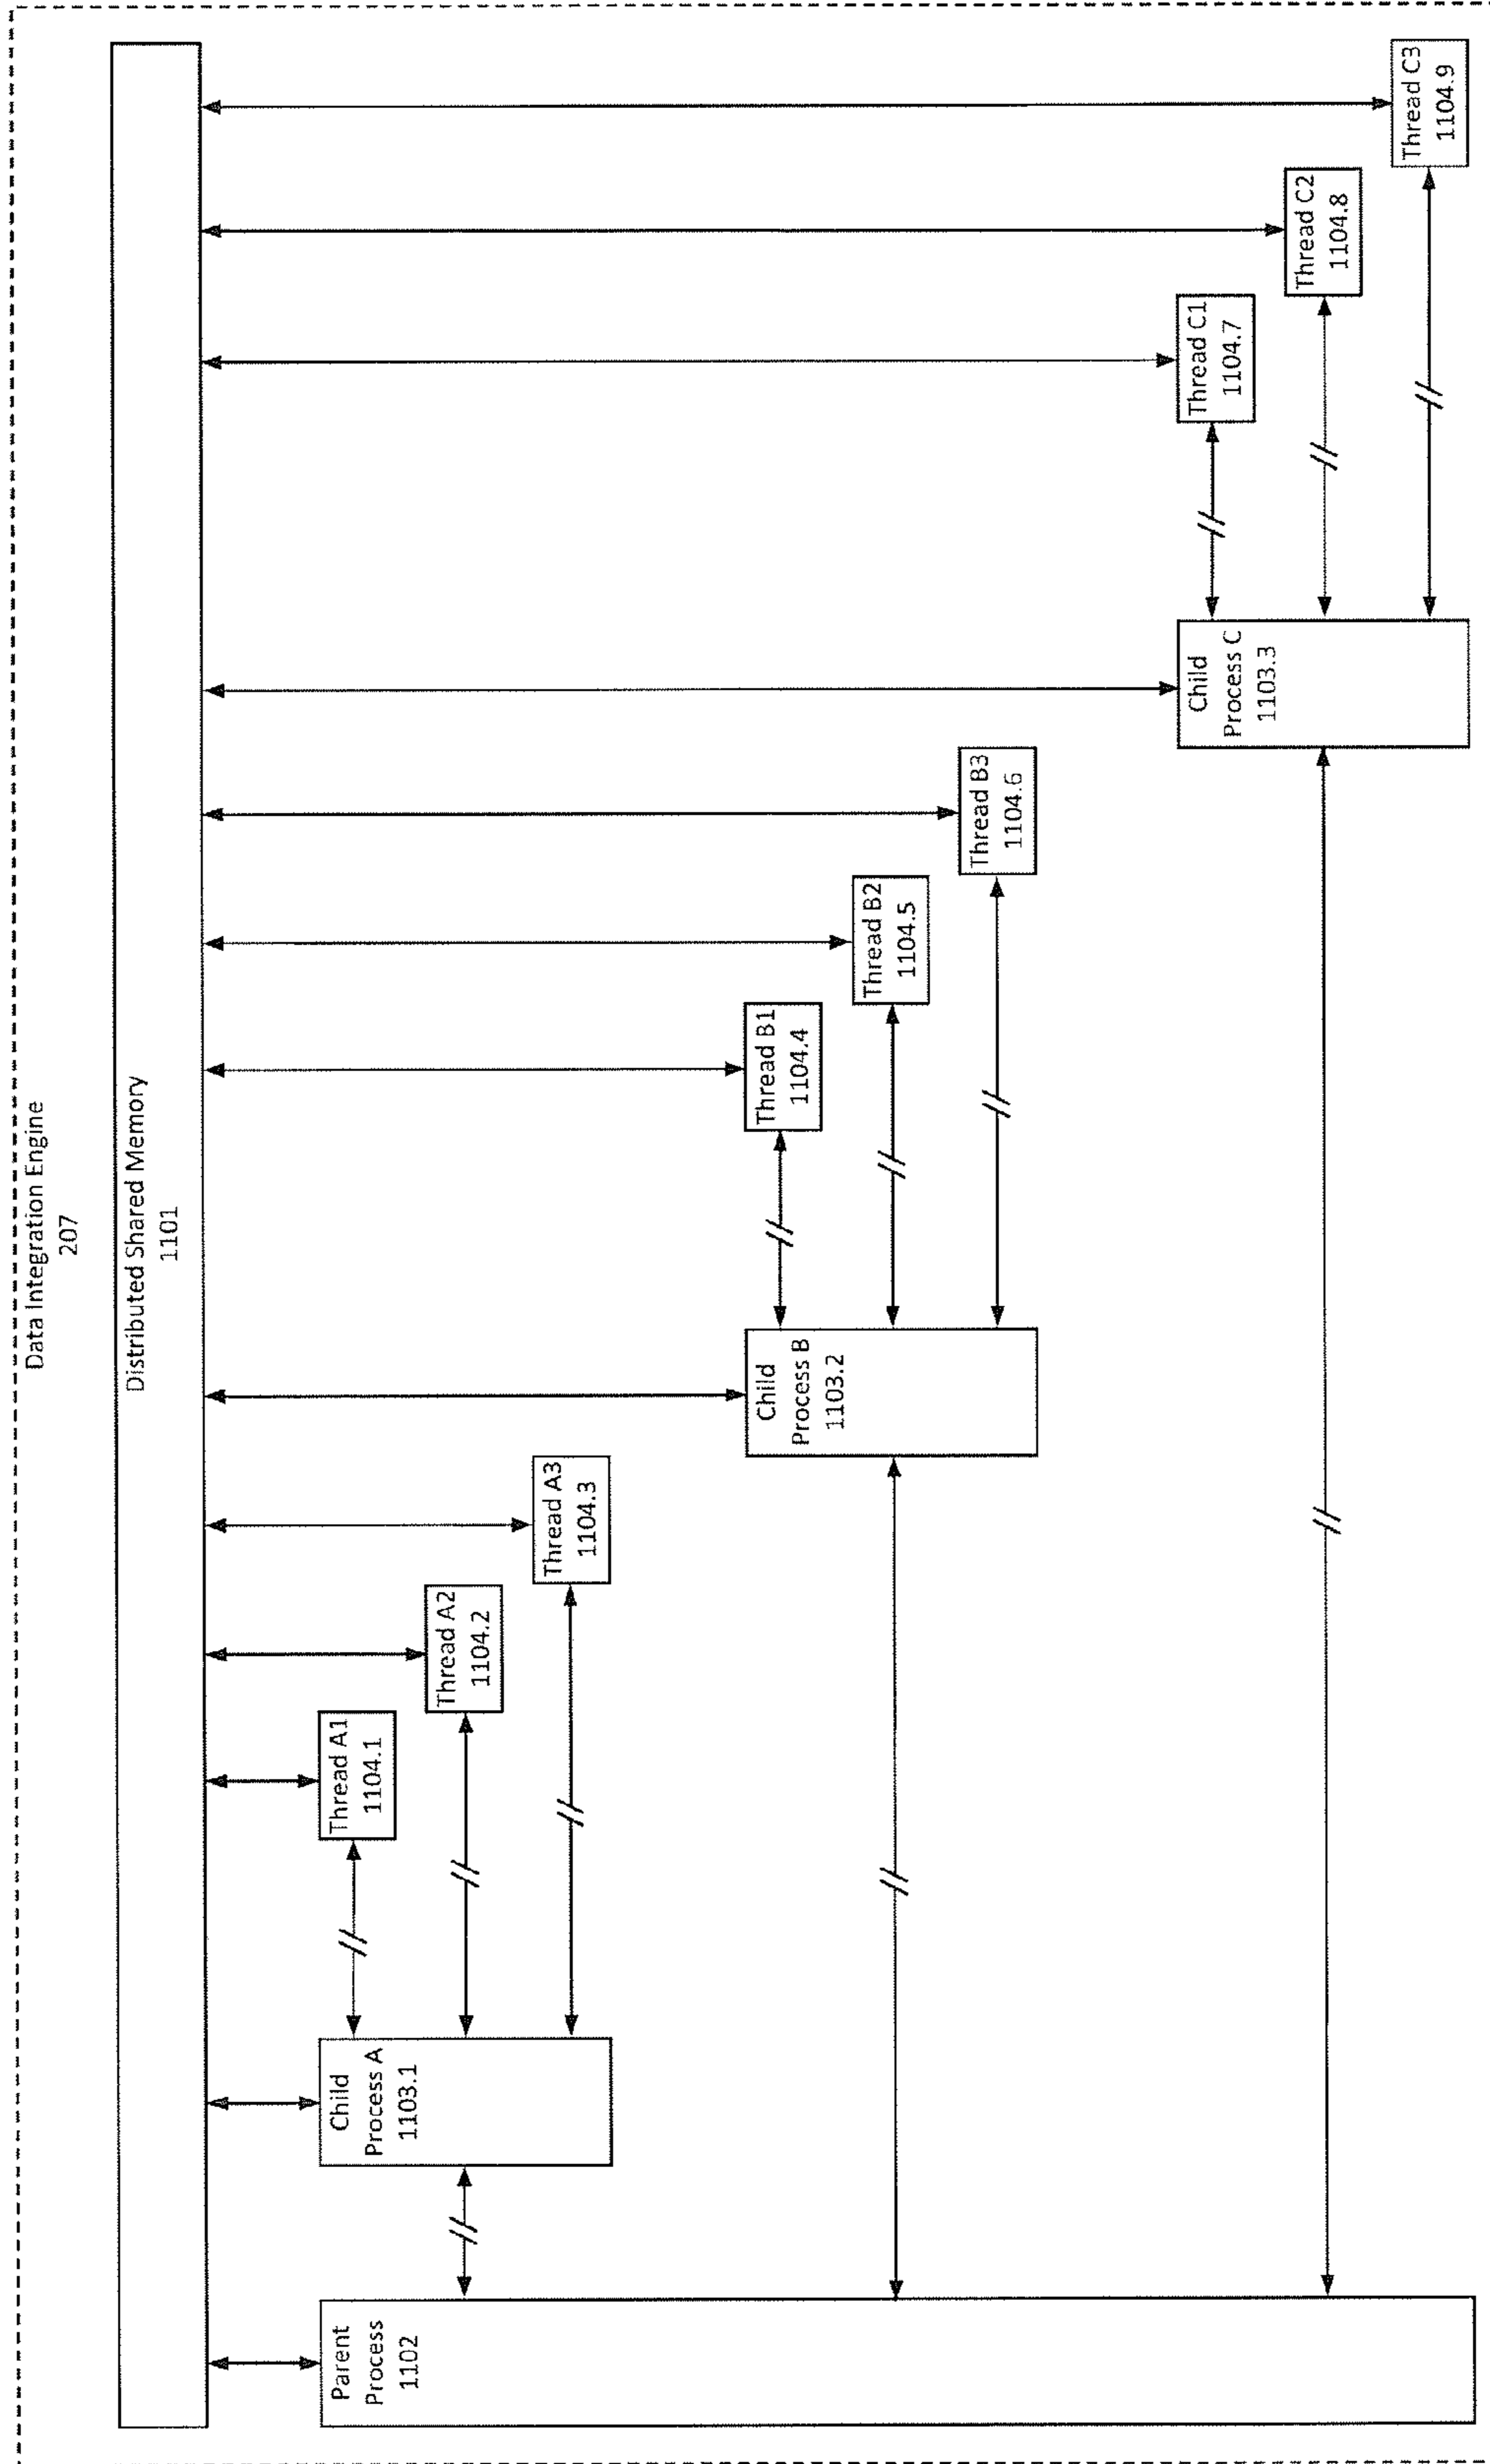 Data Integration Engine
207
Distributed Shared Memory
1101
Parent
Process
1102
Child
Process A
1103.1
Thread A1
1104.1
Thread A2
1104.2
Thread A3
1104.3
Child
Process B
1103.2
Thread B1
1104.4
Thread B2
1104.5
Thread B3
1104.6
Child
Process C
1103.3
Thread C1
1104.7
Thread C2
1104.8
Thread C3
1104.9